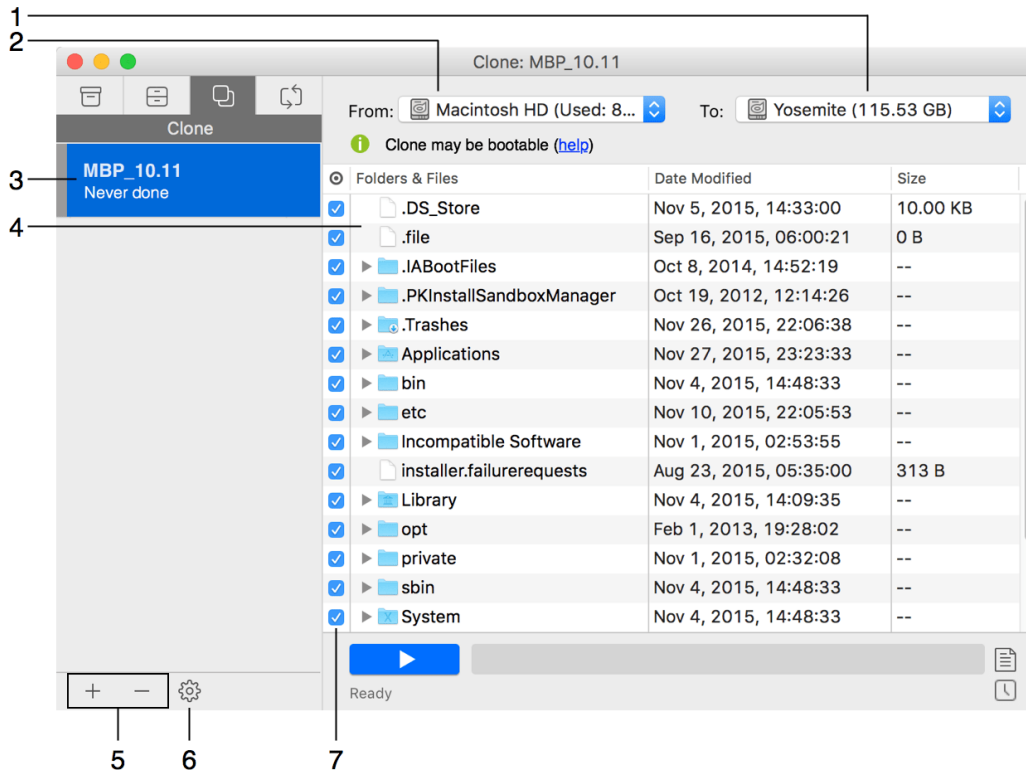 1
2
Clone: MBP_10.11
From: Macintosh HD (Used: 8... To: Yosemite (115.53 GB)
Clone
Clone may be bootable (help)
3
MBP_10.11
Never done
Folders & Files Date Modified Size
4
.DS_Store Nov 5, 2015, 14:33:00 10.00 KB
.file Sep 16, 2015, 06:00:21 0 B
.IABootFiles Oct 8, 2014, 14:52:19 --
.PKInstallSandboxManager Oct 19, 2012, 12:14:26 --
.Trashes Nov 26, 2015, 22:06:38 --
Applications Nov 27, 2015, 23:23:33 --
bin Nov 4, 2015, 14:48:33 --
etc Nov 10, 2015, 22:05:53 --
Incompatible Software Nov 1, 2015, 02:53:55 --
installer.failurerequests Aug 23, 2015, 05:35:00 313 B
Library Nov 4, 2015, 14:09:35 --
opt Feb 1, 2013, 19:28:02 --
private Nov 1, 2015, 02:32:08 --
sbin Nov 4, 2015, 14:48:33 --
System Nov 4, 2015, 14:48:33 --
Ready
5 6 7